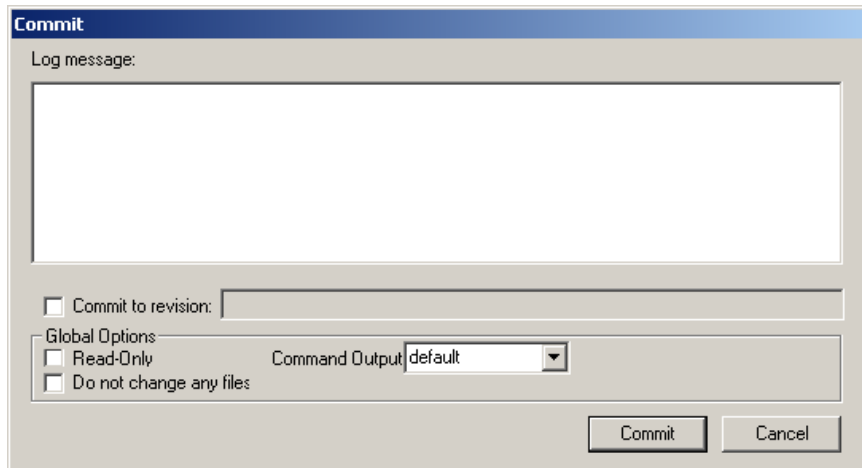 Commit
Log message:
Commit to revision:
Global Options
Read-Only Command Output default
Do not change any files
Commit Cancel